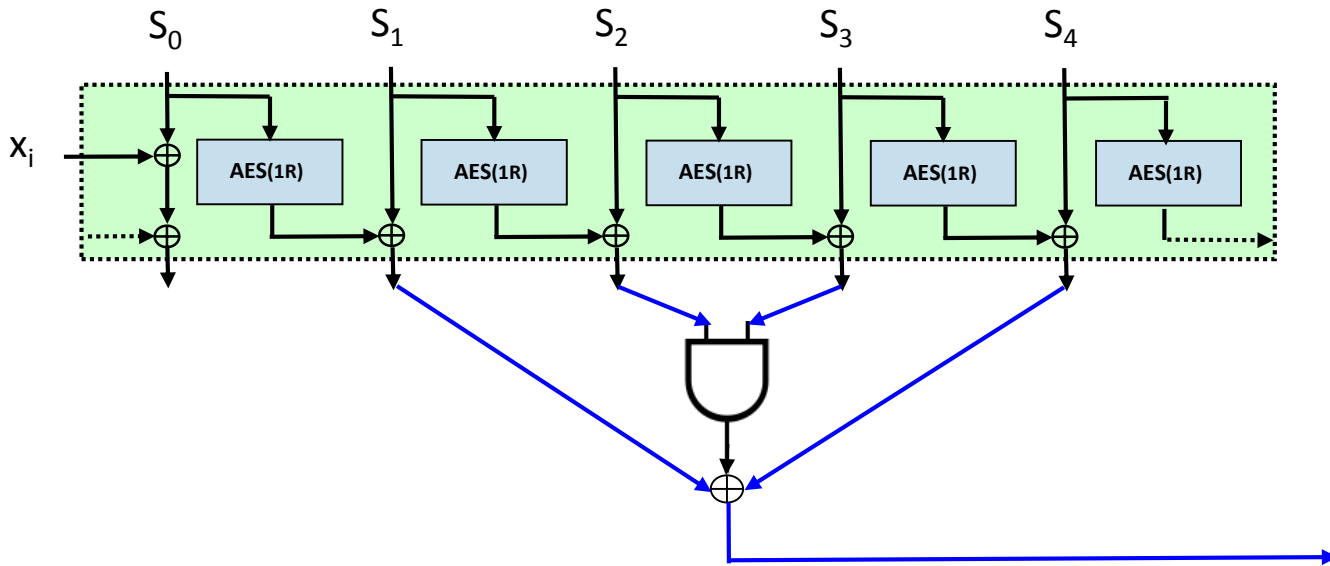 S₀ S₁ S₂ S₃ S₄
xᵢ
AES(1R) AES(1R) AES(1R) AES(1R) AES(1R)